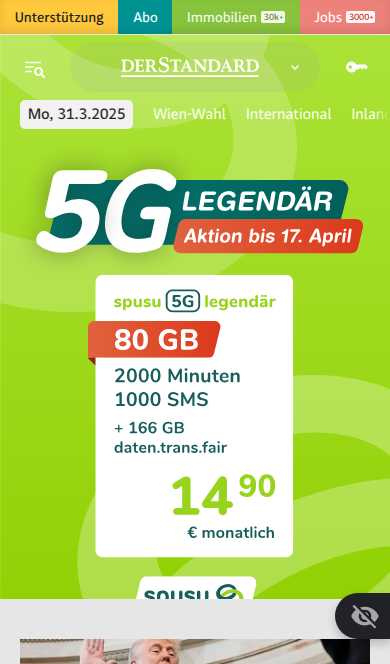 Unterstützung Abo Immobilien 30k+ Jobs 3000+
DERSTANDARD
Mo, 31.3.2025 Wien-Wahl International
5G LEGENDÄR
Aktion bis 17. April
spusu 5G legendär
80 GB
2000 Minuten
1000 SMS
+ 166 GB
daten.trans.fair
14 90
€ monatlich
spusu